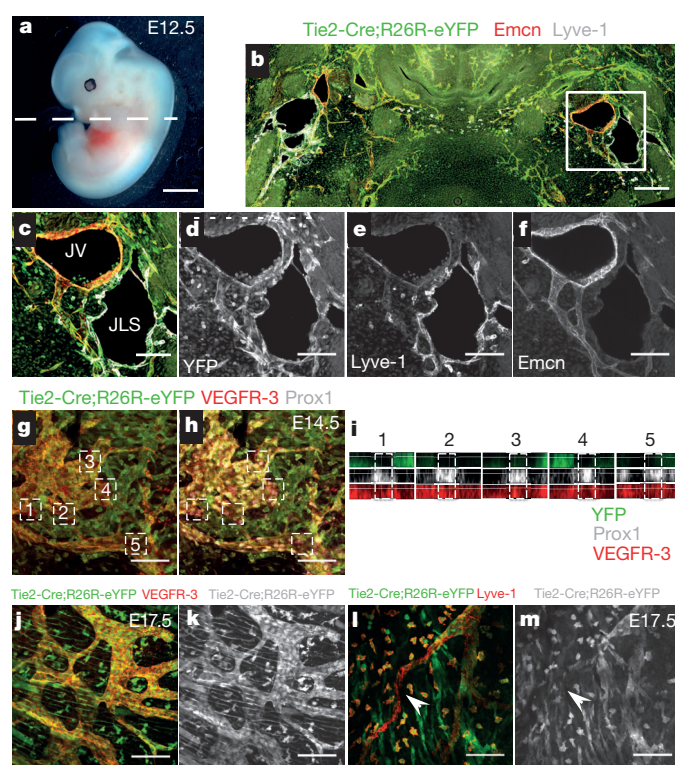 a E12.5
Tie2-Cre;R26R-eYFP Emcn Lyve-1
b
c JV JLS
d YFP
e Lyve-1
f Emcn
Tie2-Cre;R26R-eYFP VEGFR-3 Prox1
g 1 2 3 4 5
h E14.5
i 1 2 3 4 5
YFP
Prox1
VEGFR-3
Tie2-Cre;R26R-eYFP VEGFR-3 Tie2-Cre;R26R-eYFP
j E17.5 k
Tie2-Cre;R26R-eYFP Lyve-1 Tie2-Cre;R26R-eYFP
l m E17.5